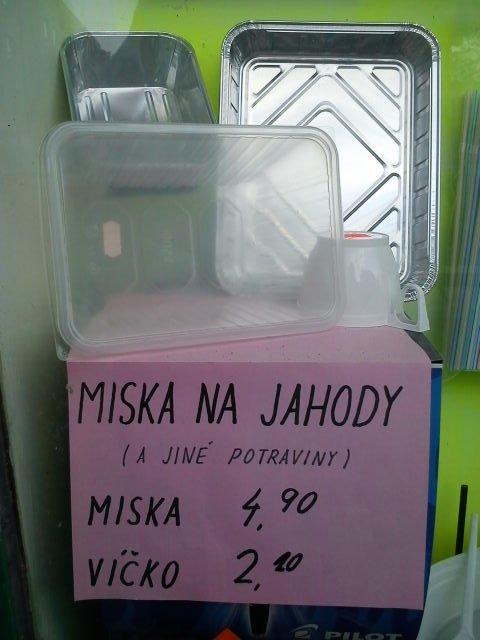 MISKA NA JAHODY
(A JINÉ POTRAVINY)
MISKA 4,90
VÍČKO 2,10
PILOT